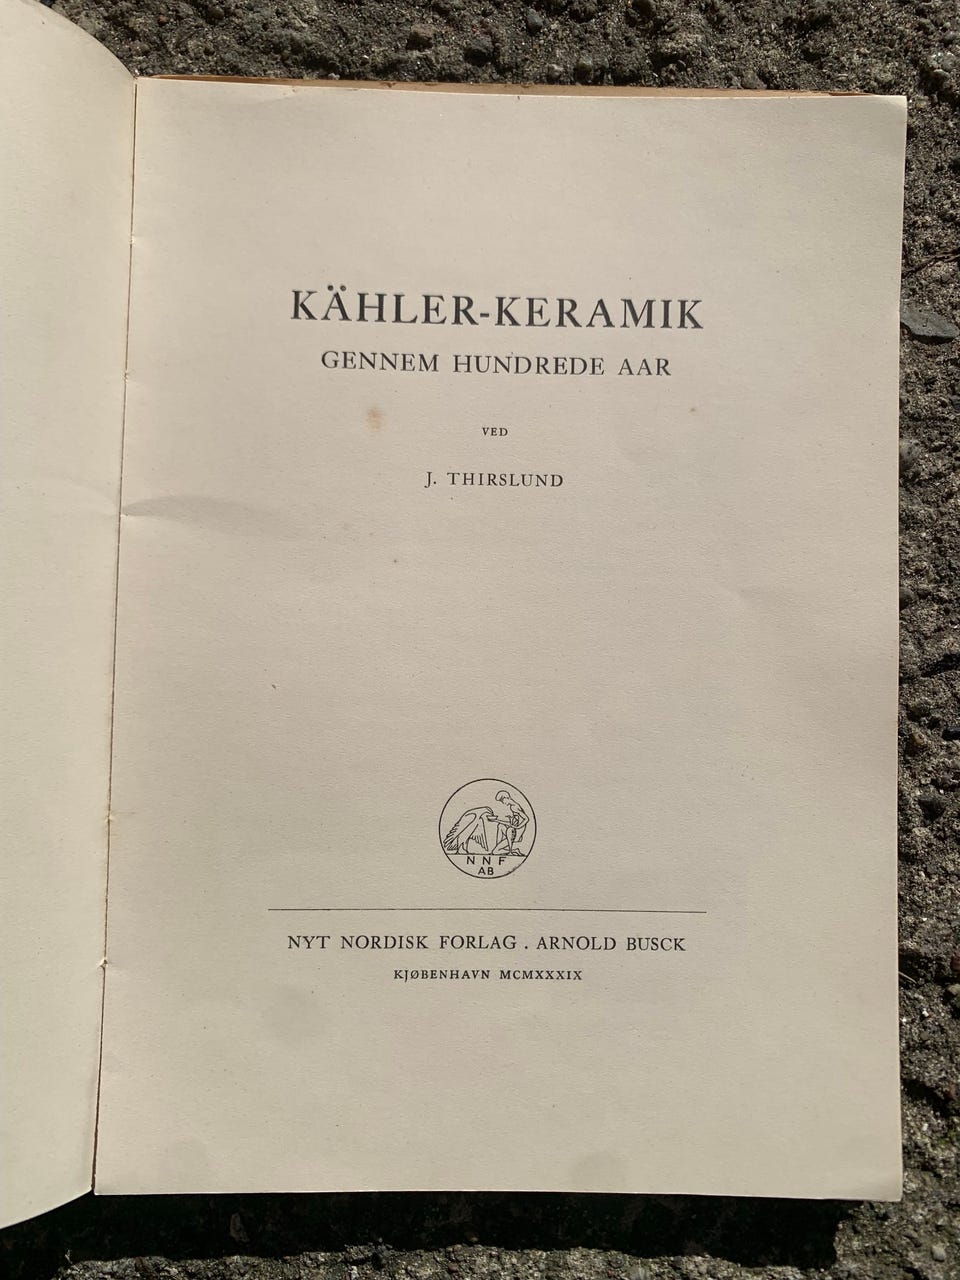 KÄHLER-KERAMIK
GENNEM HUNDREDE AAR
VED
J. THIRSLUND
N N F
AB
NYT NORDISK FORLAG . ARNOLD BUSCK
KJØBENHAVN MCMXXXIX